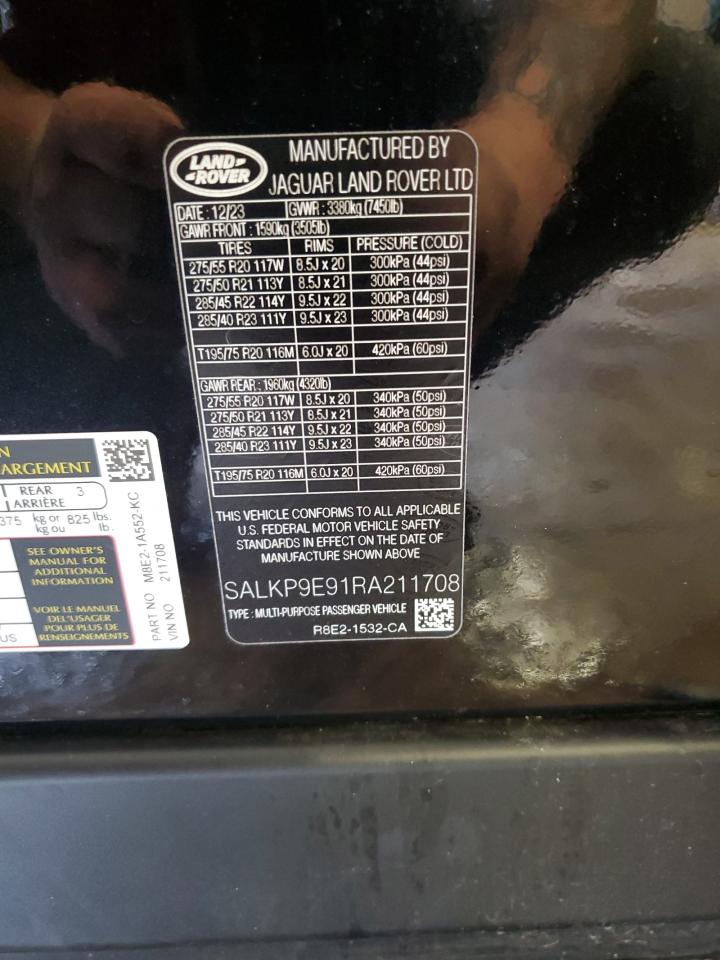 LAND-
-ROVER
MANUFACTURED BY
JAGUAR LAND ROVER LTD
DATE : 12/23 GVWR : 3380kg (7450lb)
GAWR FRONT : 1590kg (3505lb)
TIRES RIMS PRESSURE (COLD)
275/55 R20 117W 8.5J x 20 300kPa (44psi)
275/50 R21 113Y 8.5J x 21 300kPa (44psi)
285/45 R22 114Y 9.5J x 22 300kPa (44psi)
285/40 R23 111Y 9.5J x 23 300kPa (44psi)
T195/75 R20 116M 6.0J x 20 420kPa (60psi)
GAWR REAR : 1960kg (4320lb)
275/55 R20 117W 8.5J x 20 340kPa (50psi)
275/50 R21 113Y 8.5J x 21 340kPa (50psi)
285/45 R22 114Y 9.5J x 22 340kPa (50psi)
285/40 R23 111Y 9.5J x 23 340kPa (50psi)
T195/75 R20 116M 6.0J x 20 420kPa (60psi)
THIS VEHICLE CONFORMS TO ALL APPLICABLE
U.S. FEDERAL MOTOR VEHICLE SAFETY
STANDARDS IN EFFECT ON THE DATE OF
MANUFACTURE SHOWN ABOVE
SALKP9E91RA211708
TYPE : MULTI-PURPOSE PASSENGER VEHICLE
R8E2-1532-CA
N
ARGEMENT
REAR 3
ARRIÈRE
375 kg or 825 lbs.
kg ou lb.
SEE OWNER'S
MANUAL FOR
ADDITIONAL
INFORMATION
VOIR LE MANUEL
DEL'USAGER
POUR PLUS DE
RENSEIGNEMENTS
US
PART NO M8E2-1A552-KC
VIN NO 211708